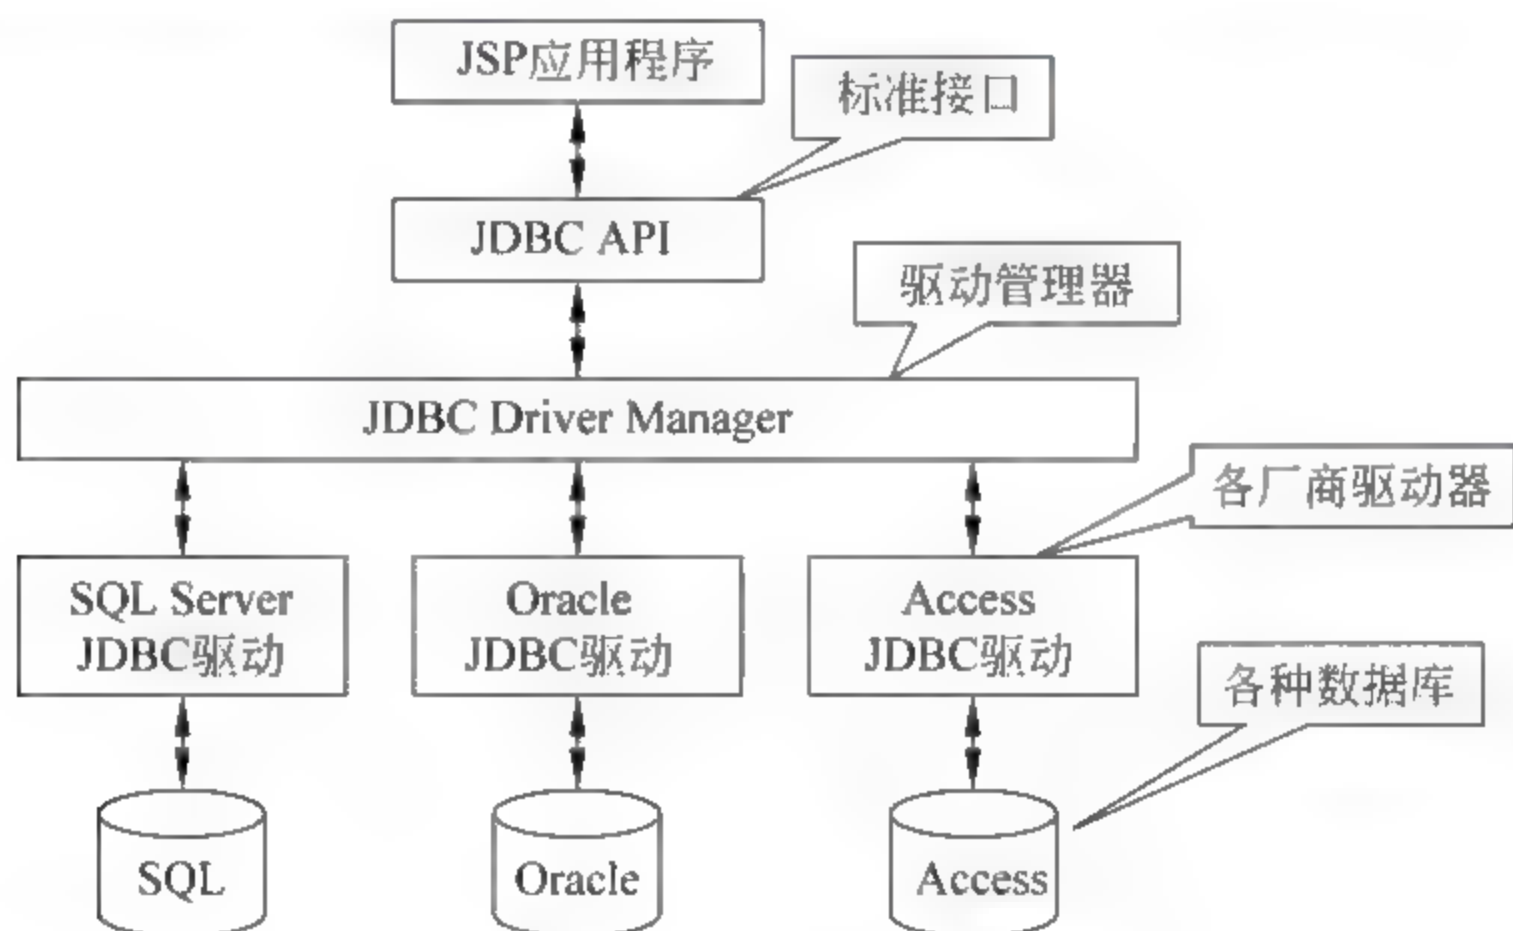 JSP应用程序
标准接口
JDBC API
驱动管理器
JDBC Driver Manager
各厂商驱动器
SQL Server
JDBC驱动
Oracle
JDBC驱动
Access
JDBC驱动
各种数据库
SQL
Oracle
Access